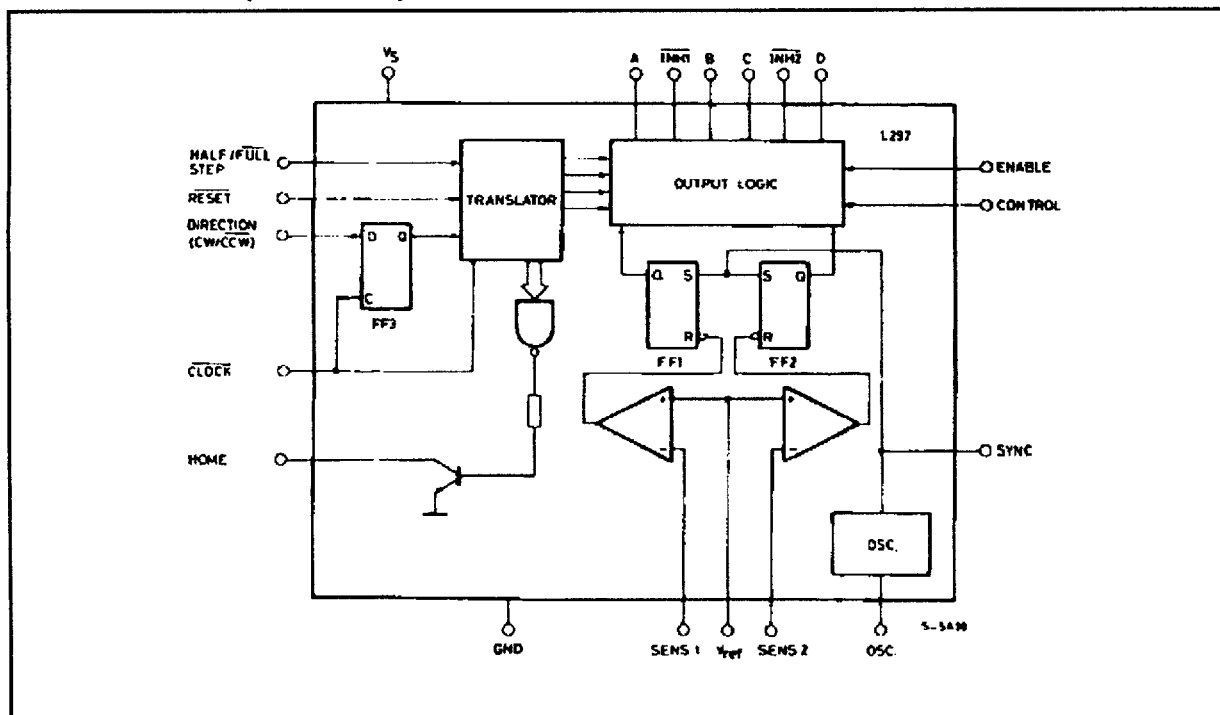 VS
A
INH1
B
C
INH2
D
L297
HALF/FULL
STEP
RESET
DIRECTION
(CW/CCW)
CLOCK
HOME
TRANSLATOR
OUTPUT LOGIC
ENABLE
CONTROL
D Q
C
FF3
Q S
R
FF1
S Q
R
FF2
+
−
+
−
SYNC
OSC.
GND
SENS 1
Vref
SENS 2
OSC.